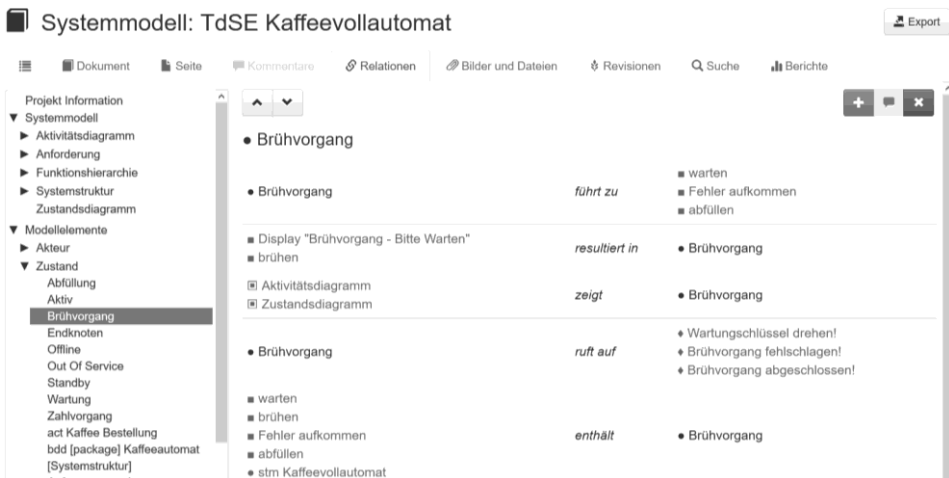 Systemmodell: TdSE Kaffeevollautomat
Export
Dokument Seite Kommentare Relationen Bilder und Dateien Revisionen Suche Berichte
Projekt Information
Systemmodell
Aktivitätsdiagramm
Anforderung
Funktionshierarchie
Systemstruktur
Zustandsdiagramm
Modellelemente
Akteur
Zustand
Abfüllung
Aktiv
Brühvorgang
Endknoten
Offline
Out Of Service
Standby
Wartung
Zahlvorgang
act Kaffee Bestellung
bdd [package] Kaffeeautomat
[Systemstruktur]
Brühvorgang
Brühvorgang führt zu warten
Fehler aufkommen
abfüllen
Display "Brühvorgang - Bitte Warten"
brühen
resultiert in Brühvorgang
Aktivitätsdiagramm
Zustandsdiagramm
zeigt Brühvorgang
Brühvorgang ruft auf Wartungschlüssel drehen!
Brühvorgang fehlschlagen!
Brühvorgang abgeschlossen!
warten
brühen
Fehler aufkommen
abfüllen
stm Kaffeevollautomat
enthält Brühvorgang